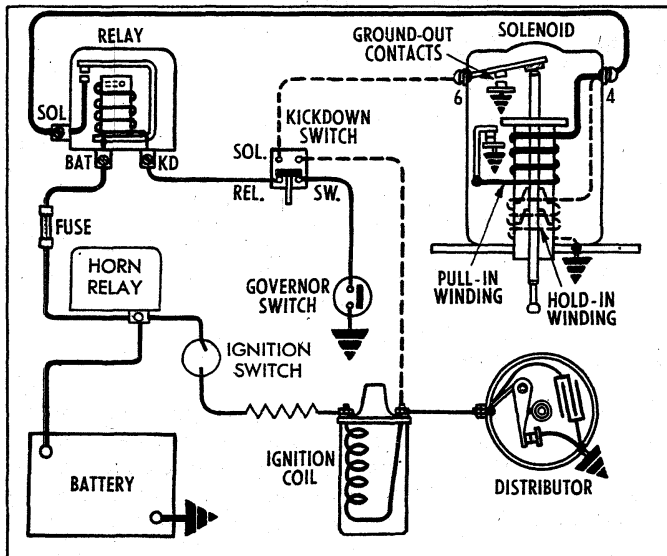 RELAY
GROUND-OUT
CONTACTS
SOLENOID
SOL
6
4
KICKDOWN
SWITCH
SOL.
BAT
KD
REL.
SW.
FUSE
HORN
RELAY
GOVERNOR
SWITCH
PULL-IN
WINDING
HOLD-IN
WINDING
IGNITION
SWITCH
IGNITION
COIL
BATTERY
DISTRIBUTOR